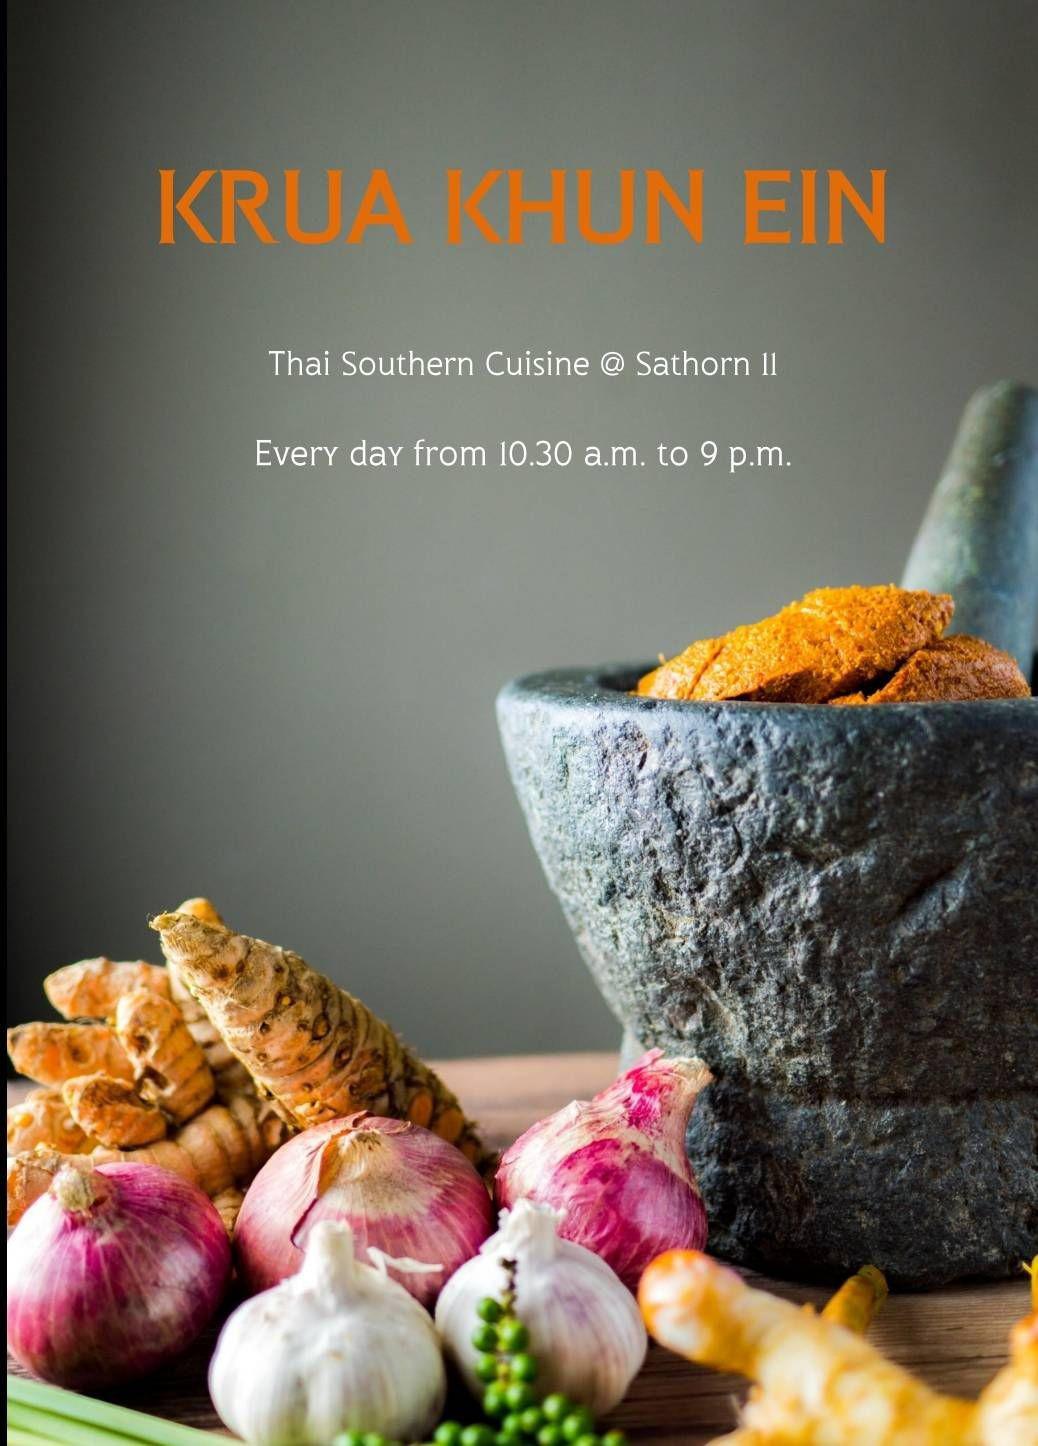 KRUA KHUN EIN
Thai Southern Cuisine @ Sathorn 11
Every day from 10.30 a.m. to 9 p.m.